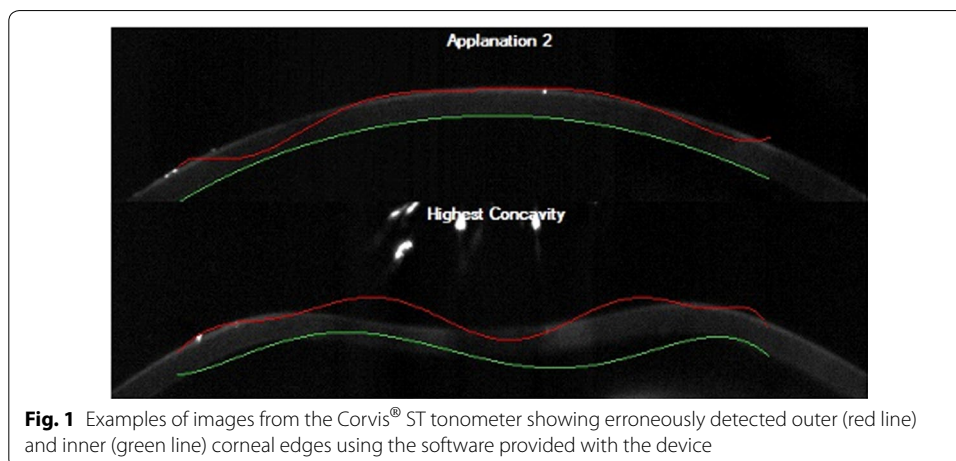 Applanation 2
Highest Concavity
Fig. 1 Examples of images from the Corvis® ST tonometer showing erroneously detected outer (red line)
and inner (green line) corneal edges using the software provided with the device